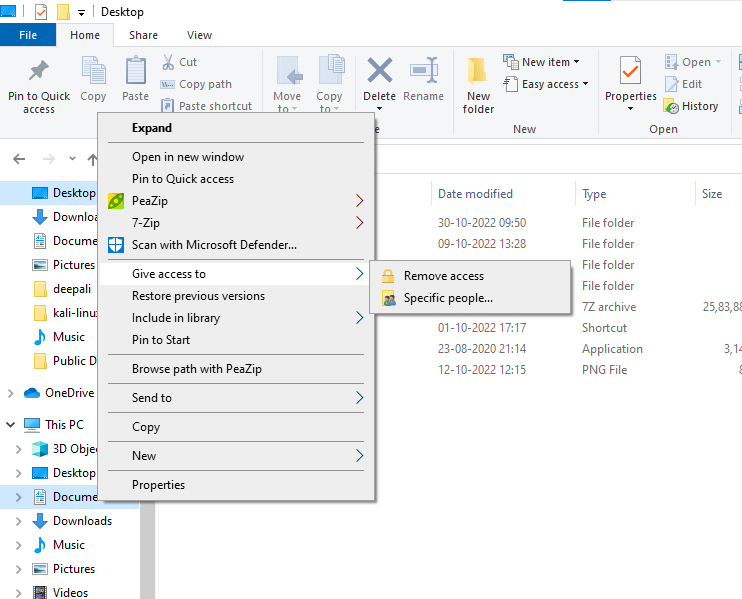 Desktop
File Home Share View
Pin to Quick access
Copy
Paste
Cut
Copy path
Paste shortcut
Move to
Copy to
Delete
Rename
New folder
New item
Easy access
New
Properties
Open
Edit
History
Open
Date modified Type Size
30-10-2022 09:50 File folder
09-10-2022 13:28 File folder
File folder
File folder
7Z archive 25,83,88
01-10-2022 17:17 Shortcut
23-08-2020 21:14 Application 3,14
12-10-2022 12:15 PNG File
Desktop
Downloa
Docume
Pictures
deepali
kali-linux
Music
Public D
OneDrive
This PC
3D Objec
Desktop
Docume
Downloads
Music
Pictures
Videos
Expand
Open in new window
Pin to Quick access
PeaZip
7-Zip
Scan with Microsoft Defender...
Give access to
Restore previous versions
Include in library
Pin to Start
Browse path with PeaZip
Send to
Copy
New
Properties
Remove access
Specific people...